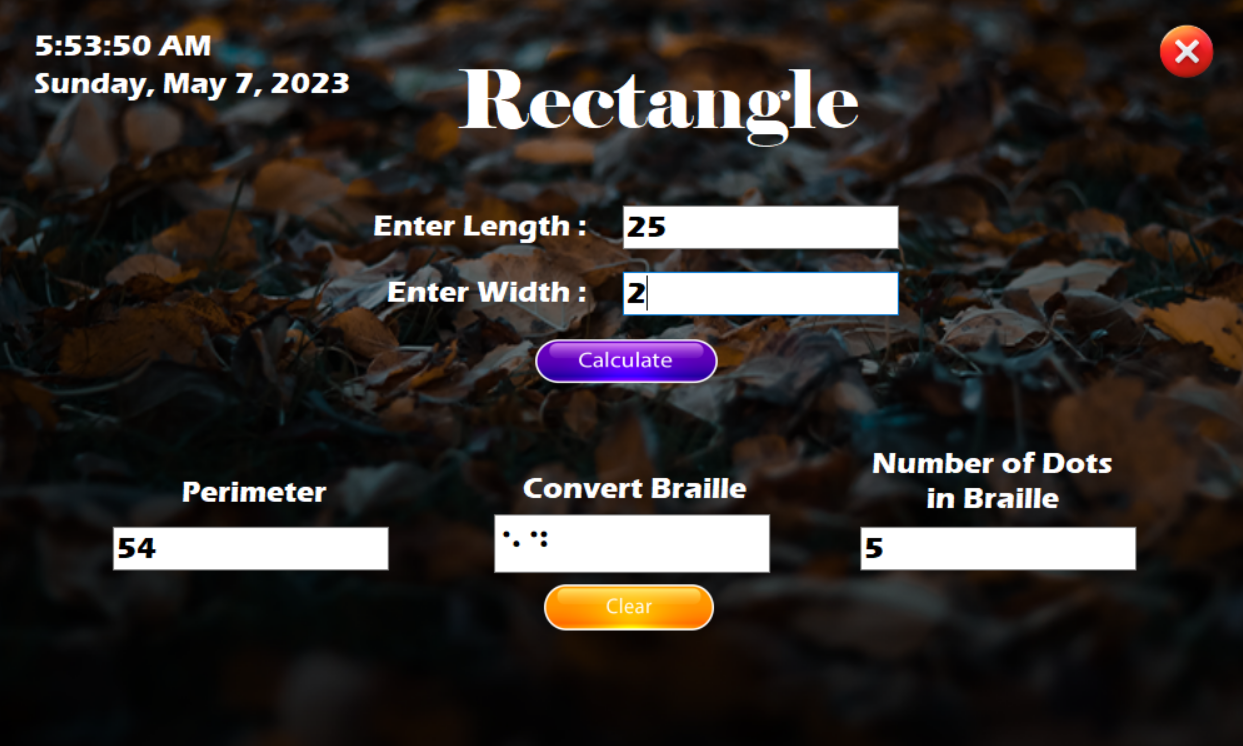 5:53:50 AM
Sunday, May 7, 2023
Rectangle
Enter Length : 25
Enter Width : 2
Calculate
Perimeter
Convert Braille
Number of Dots
in Braille
54
⠑⠙
5
Clear